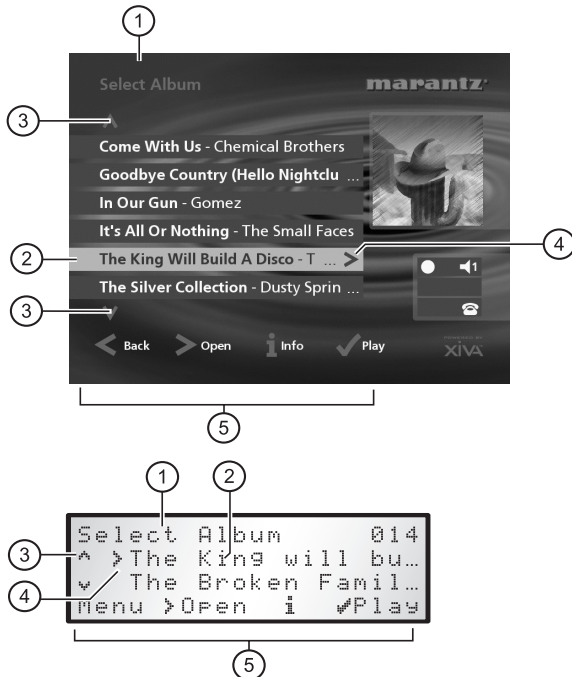 1
Select Album
marantz
3
Come With Us - Chemical Brothers
Goodbye Country (Hello Nightclu ...
In Our Gun - Gomez
It's All Or Nothing - The Small Faces
4
2
The King Will Build A Disco - T ... >
1
The Silver Collection - Dusty Sprin ...
3
< Back > Open i Info ✓ Play
POWERED BY
XiVA
5
1 2
Select Album 014
3
^ >The King will bu…
4
v The Broken Famil…
Menu >Open i ✔Play
5